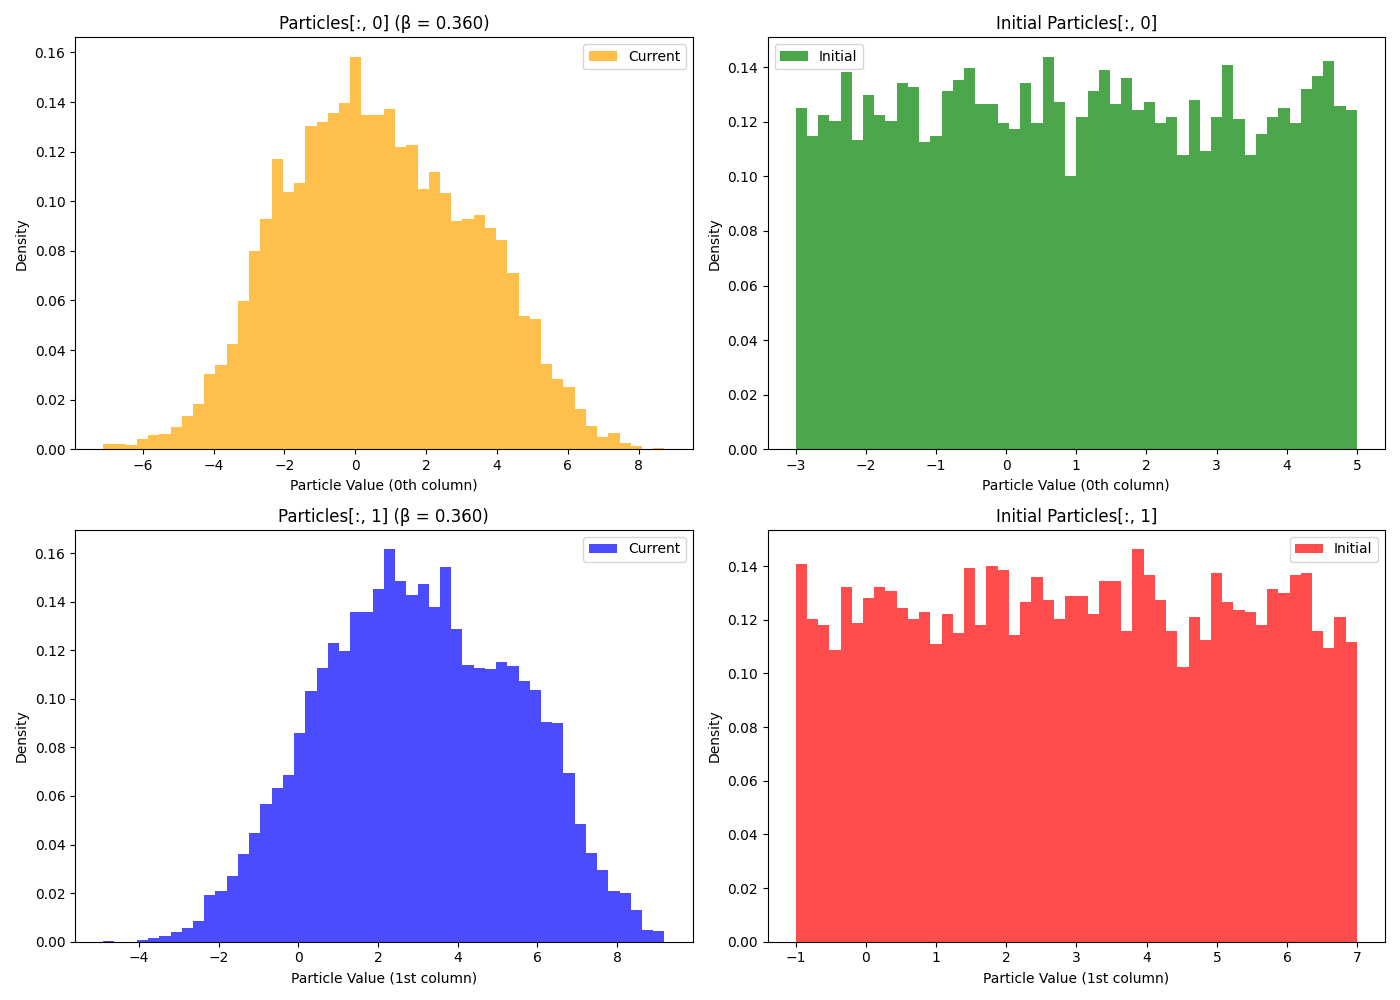 Particles[:, 0] (β = 0.360)
Current
0.16
0.14
0.12
0.10
0.08
0.06
0.04
0.02
0.00
Density
−6 −4 −2 0 2 4 6 8
Particle Value (0th column)
Initial Particles[:, 0]
Initial
0.14
0.12
0.10
0.08
0.06
0.04
0.02
0.00
Density
−3 −2 −1 0 1 2 3 4 5
Particle Value (0th column)
Particles[:, 1] (β = 0.360)
Current
0.16
0.14
0.12
0.10
0.08
0.06
0.04
0.02
0.00
Density
−4 −2 0 2 4 6 8
Particle Value (1st column)
Initial Particles[:, 1]
Initial
0.14
0.12
0.10
0.08
0.06
0.04
0.02
0.00
Density
−1 0 1 2 3 4 5 6 7
Particle Value (1st column)